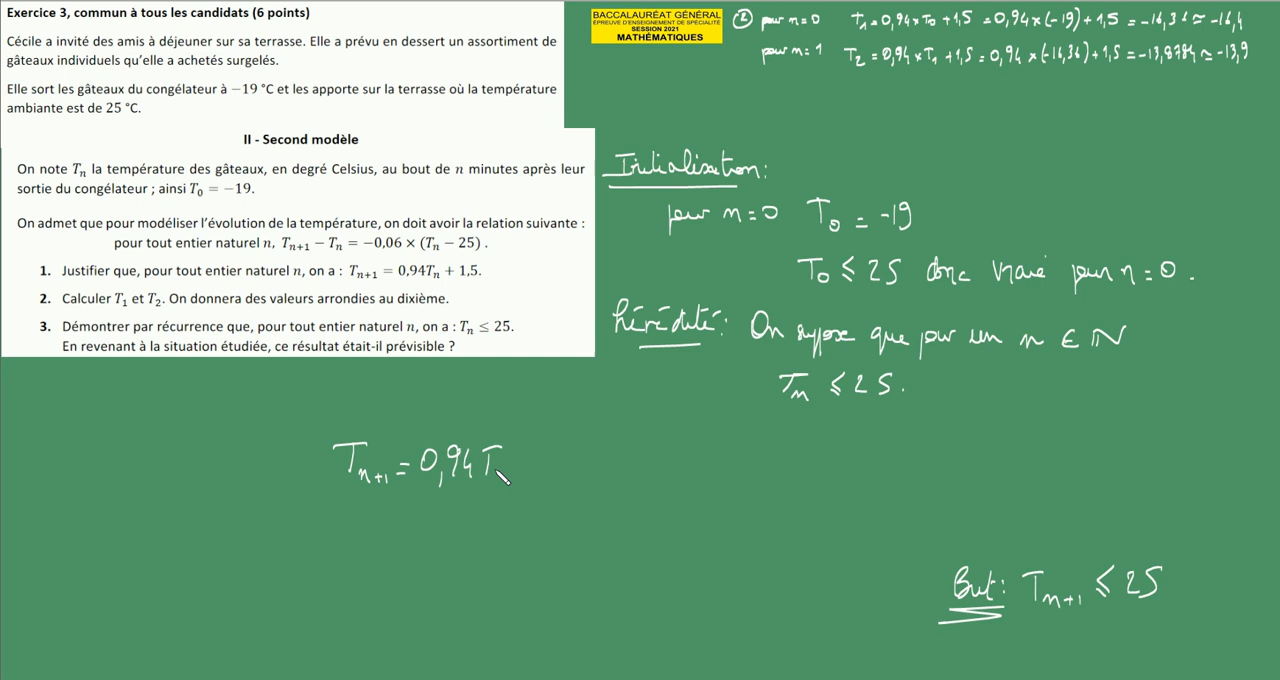 Exercice 3, commun à tous les candidats (6 points)
Cécile a invité des amis à déjeuner sur sa terrasse. Elle a prévu en dessert un assortiment de
gâteaux individuels qu'elle a achetés surgelés.
Elle sort les gâteaux du congélateur à −19 °C et les apporte sur la terrasse où la température
ambiante est de 25 °C.
II - Second modèle
On note Tₙ la température des gâteaux, en degré Celsius, au bout de n minutes après leur
sortie du congélateur ; ainsi T₀ = −19.
On admet que pour modéliser l'évolution de la température, on doit avoir la relation suivante :
pour tout entier naturel n, Tₙ₊₁ − Tₙ = −0,06 × (Tₙ − 25) .
1. Justifier que, pour tout entier naturel n, on a : Tₙ₊₁ = 0,94Tₙ + 1,5.
2. Calculer T₁ et T₂. On donnera des valeurs arrondies au dixième.
3. Démontrer par récurrence que, pour tout entier naturel n, on a : Tₙ ≤ 25.
En revenant à la situation étudiée, ce résultat était-il prévisible ?
BACCALAURÉAT GÉNÉRAL
ÉPREUVE D'ENSEIGNEMENT DE SPÉCIALITÉ
SESSION 2021
MATHÉMATIQUES
② pour n=0 T₁ = 0,94×T₀ + 1,5 = 0,94×(-19) + 1,5 = -16,36 ≃ -16,4
pour n=1 T₂ = 0,94×T₁ + 1,5 = 0,94×(-16,36) + 1,5 = -13,8784 ≃ -13,9
Initialisation :
pour n=0 T₀ = -19
T₀ ≤ 25 donc vraie pour n=0.
hérédité : On suppose que pour un n ∈ ℕ
Tₙ ≤ 25.
Tₙ₊₁ = 0,94 T
But : Tₙ₊₁ ≤ 25